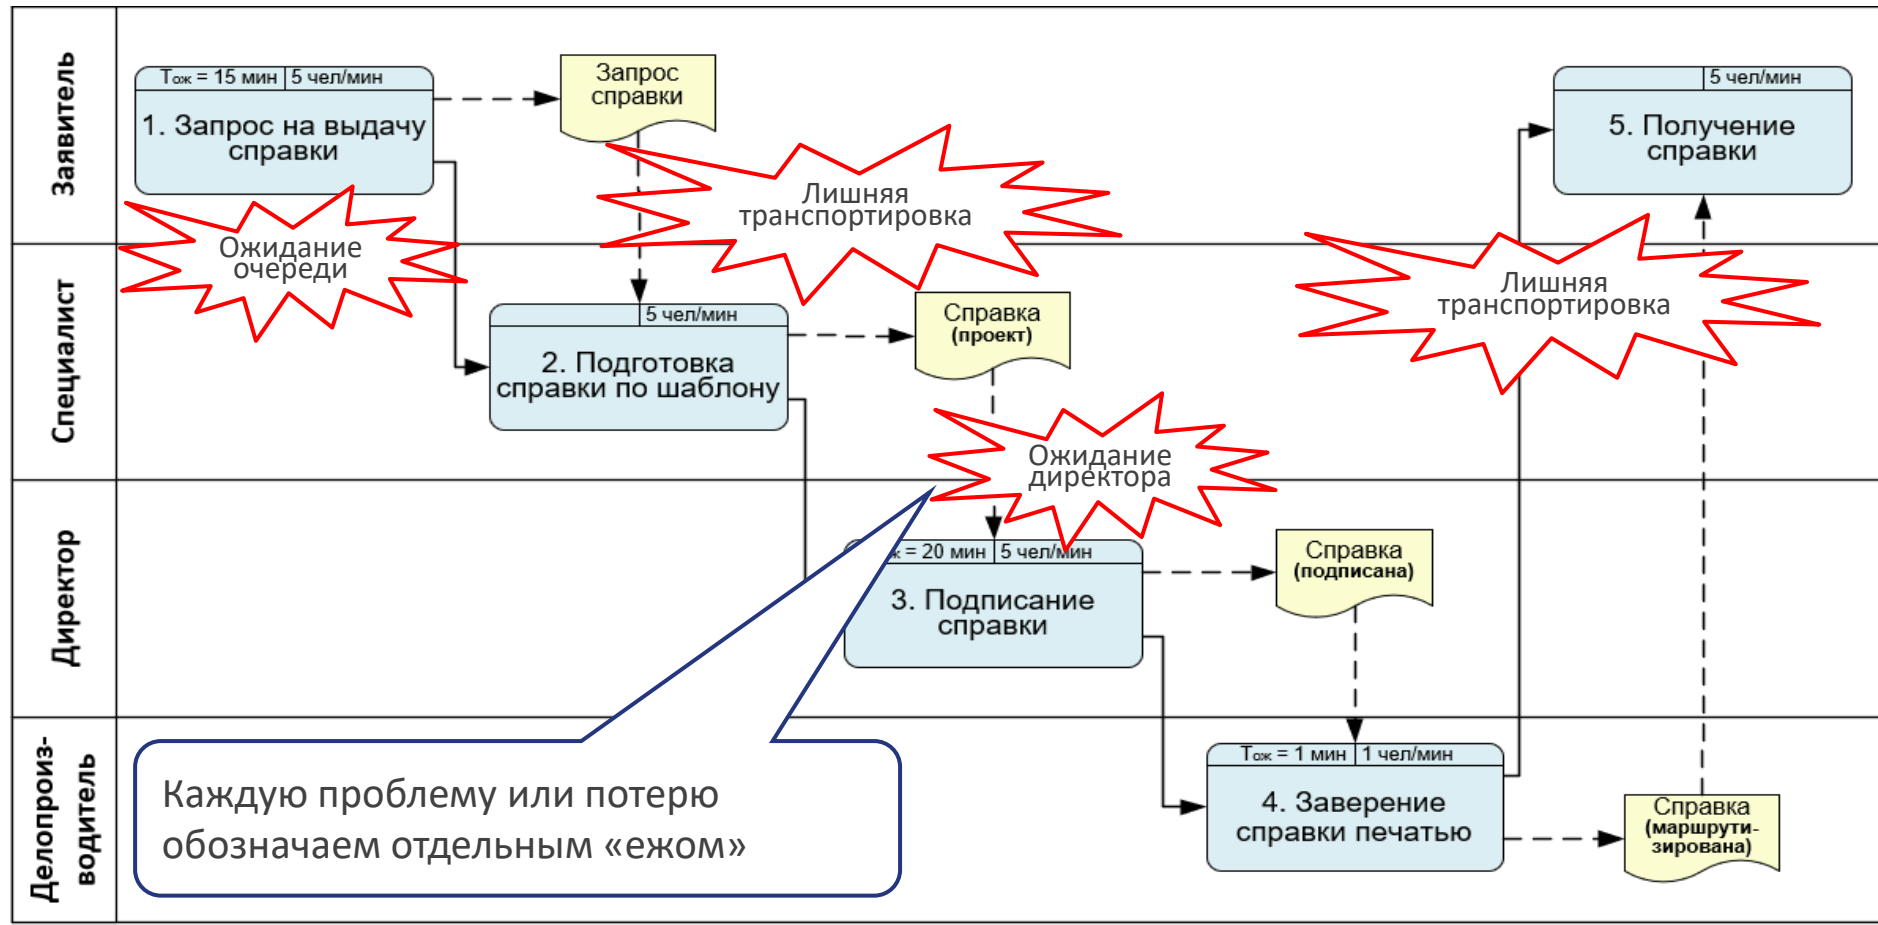 Заявитель
Tож = 15 мин 5 чел/мин
1. Запрос на выдачу
справки
Запрос
справки
5 чел/мин
5. Получение
справки
Лишняя
транспортировка
Ожидание
очереди
Лишняя
транспортировка
Специалист
5 чел/мин
2. Подготовка
справки по шаблону
Справка
(проект)
Ожидание
директора
Директор
= 20 мин 5 чел/мин
3. Подписание
справки
Справка
(подписана)
Делопроиз-
водитель
Tож = 1 мин 1 чел/мин
4. Заверение
справки печатью
Справка
(маршрути-
зирована)
Каждую проблему или потерю
обозначаем отдельным «ежом»